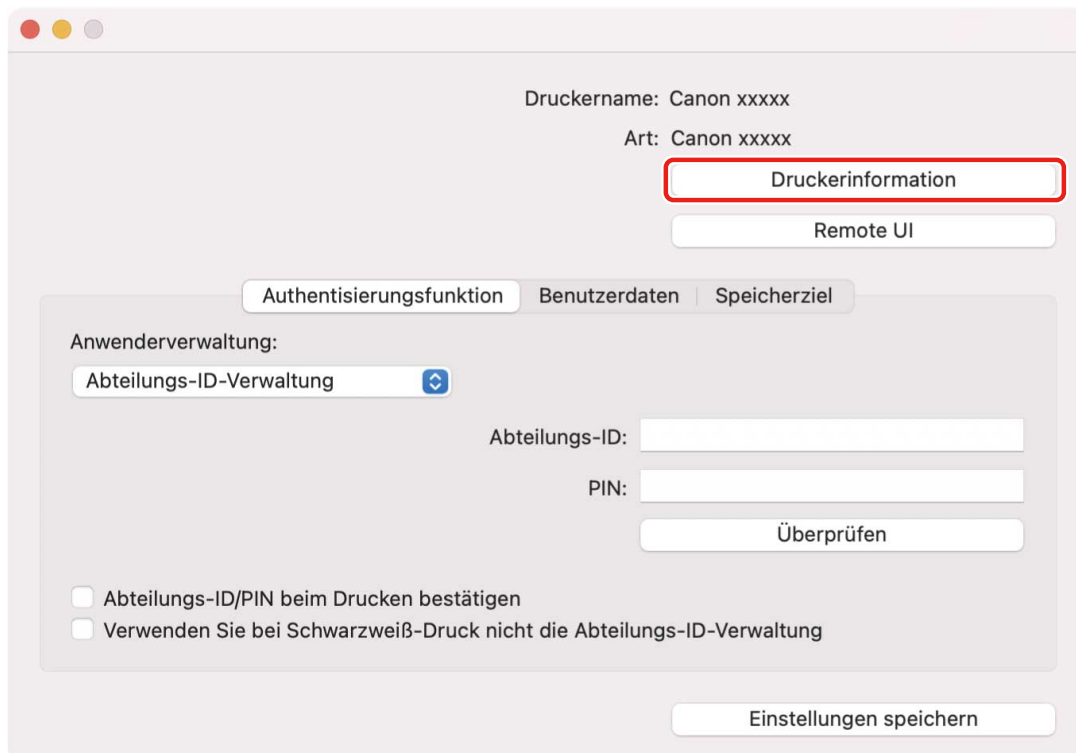 Druckername: Canon xxxxx
Art: Canon xxxxx
Druckerinformation
Remote UI
Authentisierungsfunktion Benutzerdaten Speicherziel
Anwenderverwaltung:
Abteilungs-ID-Verwaltung
Abteilungs-ID:
PIN:
Überprüfen
Abteilungs-ID/PIN beim Drucken bestätigen
Verwenden Sie bei Schwarzweiß-Druck nicht die Abteilungs-ID-Verwaltung
Einstellungen speichern